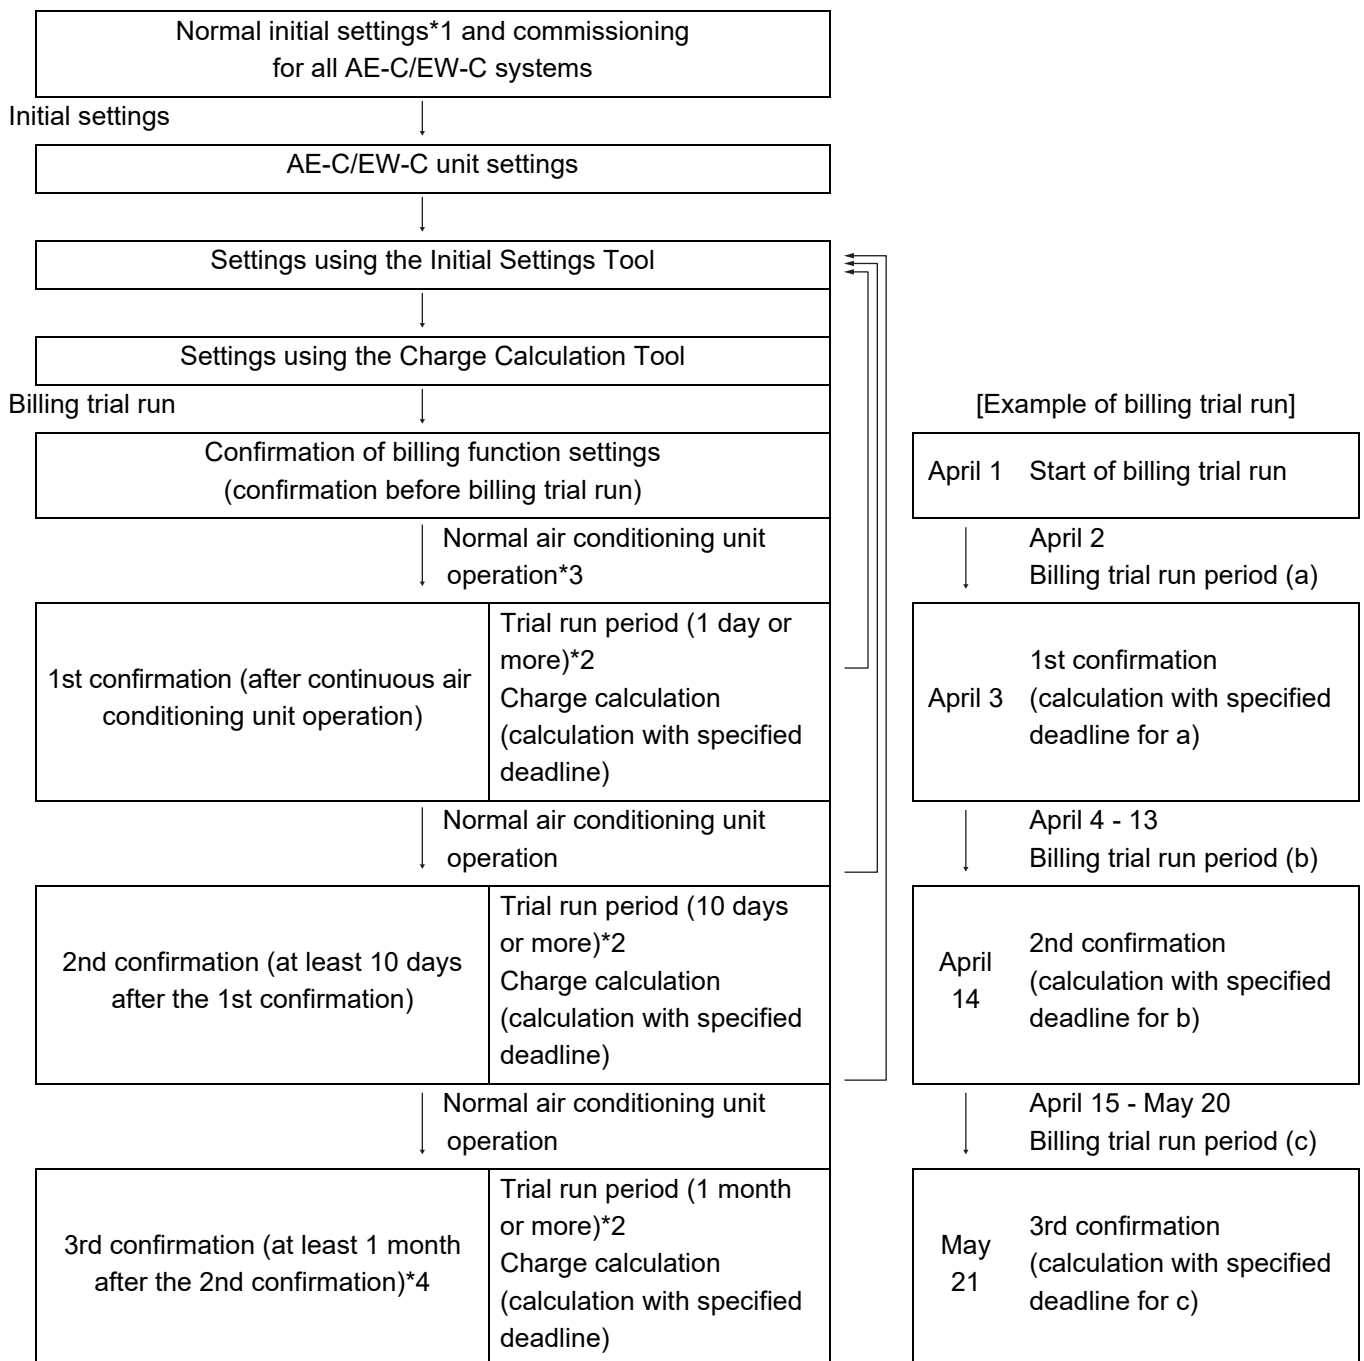 Normal initial settings*1 and commissioning
for all AE-C/EW-C systems
Initial settings
AE-C/EW-C unit settings
Settings using the Initial Settings Tool
Settings using the Charge Calculation Tool
Billing trial run
Confirmation of billing function settings
(confirmation before billing trial run)
Normal air conditioning unit
operation*3
1st confirmation (after continuous air
conditioning unit operation)
Trial run period (1 day or
more)*2
Charge calculation
(calculation with specified
deadline)
Normal air conditioning unit
operation
2nd confirmation (at least 10 days
after the 1st confirmation)
Trial run period (10 days
or more)*2
Charge calculation
(calculation with specified
deadline)
Normal air conditioning unit
operation
3rd confirmation (at least 1 month
after the 2nd confirmation)*4
Trial run period (1 month
or more)*2
Charge calculation
(calculation with specified
deadline)
[Example of billing trial run]
April 1 Start of billing trial run
April 2
Billing trial run period (a)
April 3
1st confirmation
(calculation with specified
deadline for a)
April 4 - 13
Billing trial run period (b)
April
14
2nd confirmation
(calculation with specified
deadline for b)
April 15 - May 20
Billing trial run period (c)
May
21
3rd confirmation
(calculation with specified
deadline for c)